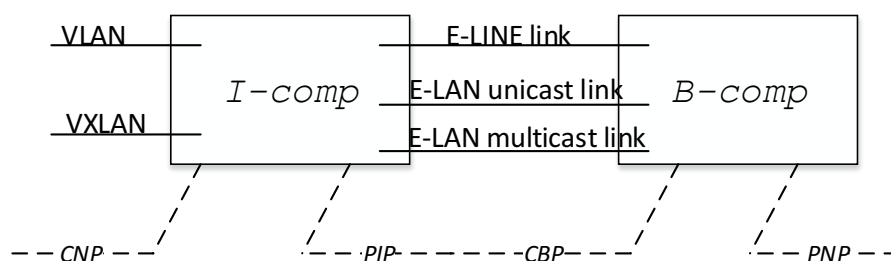 VLAN E-LINE link
I-comp E-LAN unicast link B-comp
VXLAN E-LAN multicast link
CNP PIP CBP PNP